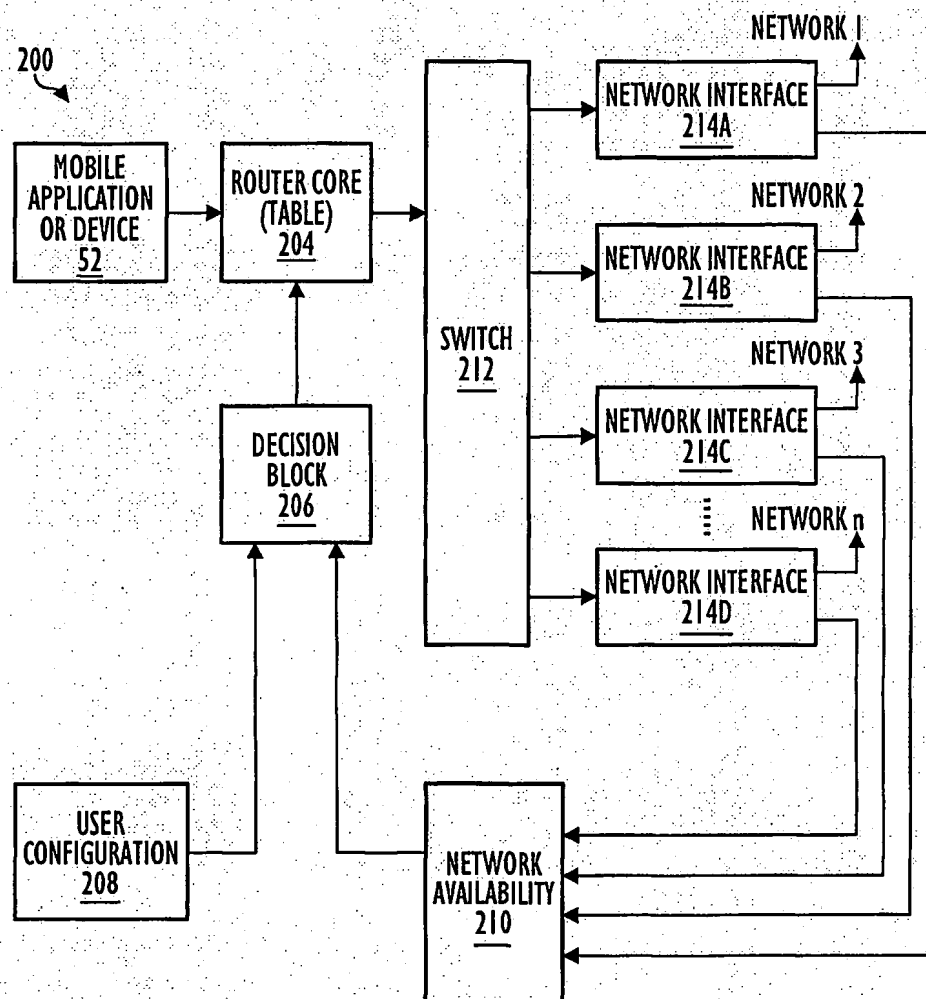 200
MOBILE
APPLICATION
OR DEVICE
52
ROUTER CORE
(TABLE)
204
DECISION
BLOCK
206
USER
CONFIGURATION
208
SWITCH
212
NETWORK 1
NETWORK INTERFACE
214A
NETWORK 2
NETWORK INTERFACE
214B
NETWORK 3
NETWORK INTERFACE
214C
NETWORK n
NETWORK INTERFACE
214D
NETWORK
AVAILABILITY
210